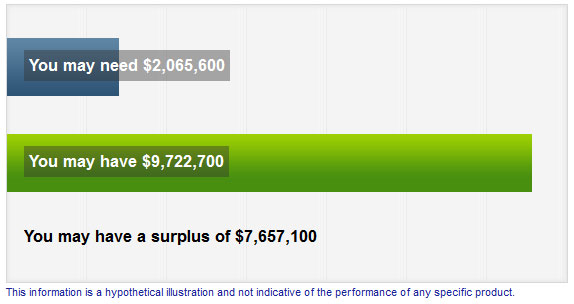 You may need $2,065,600
You may have $9,722,700
You may have a surplus of $7,657,100
This information is a hypothetical illustration and not indicative of the performance of any specific product.